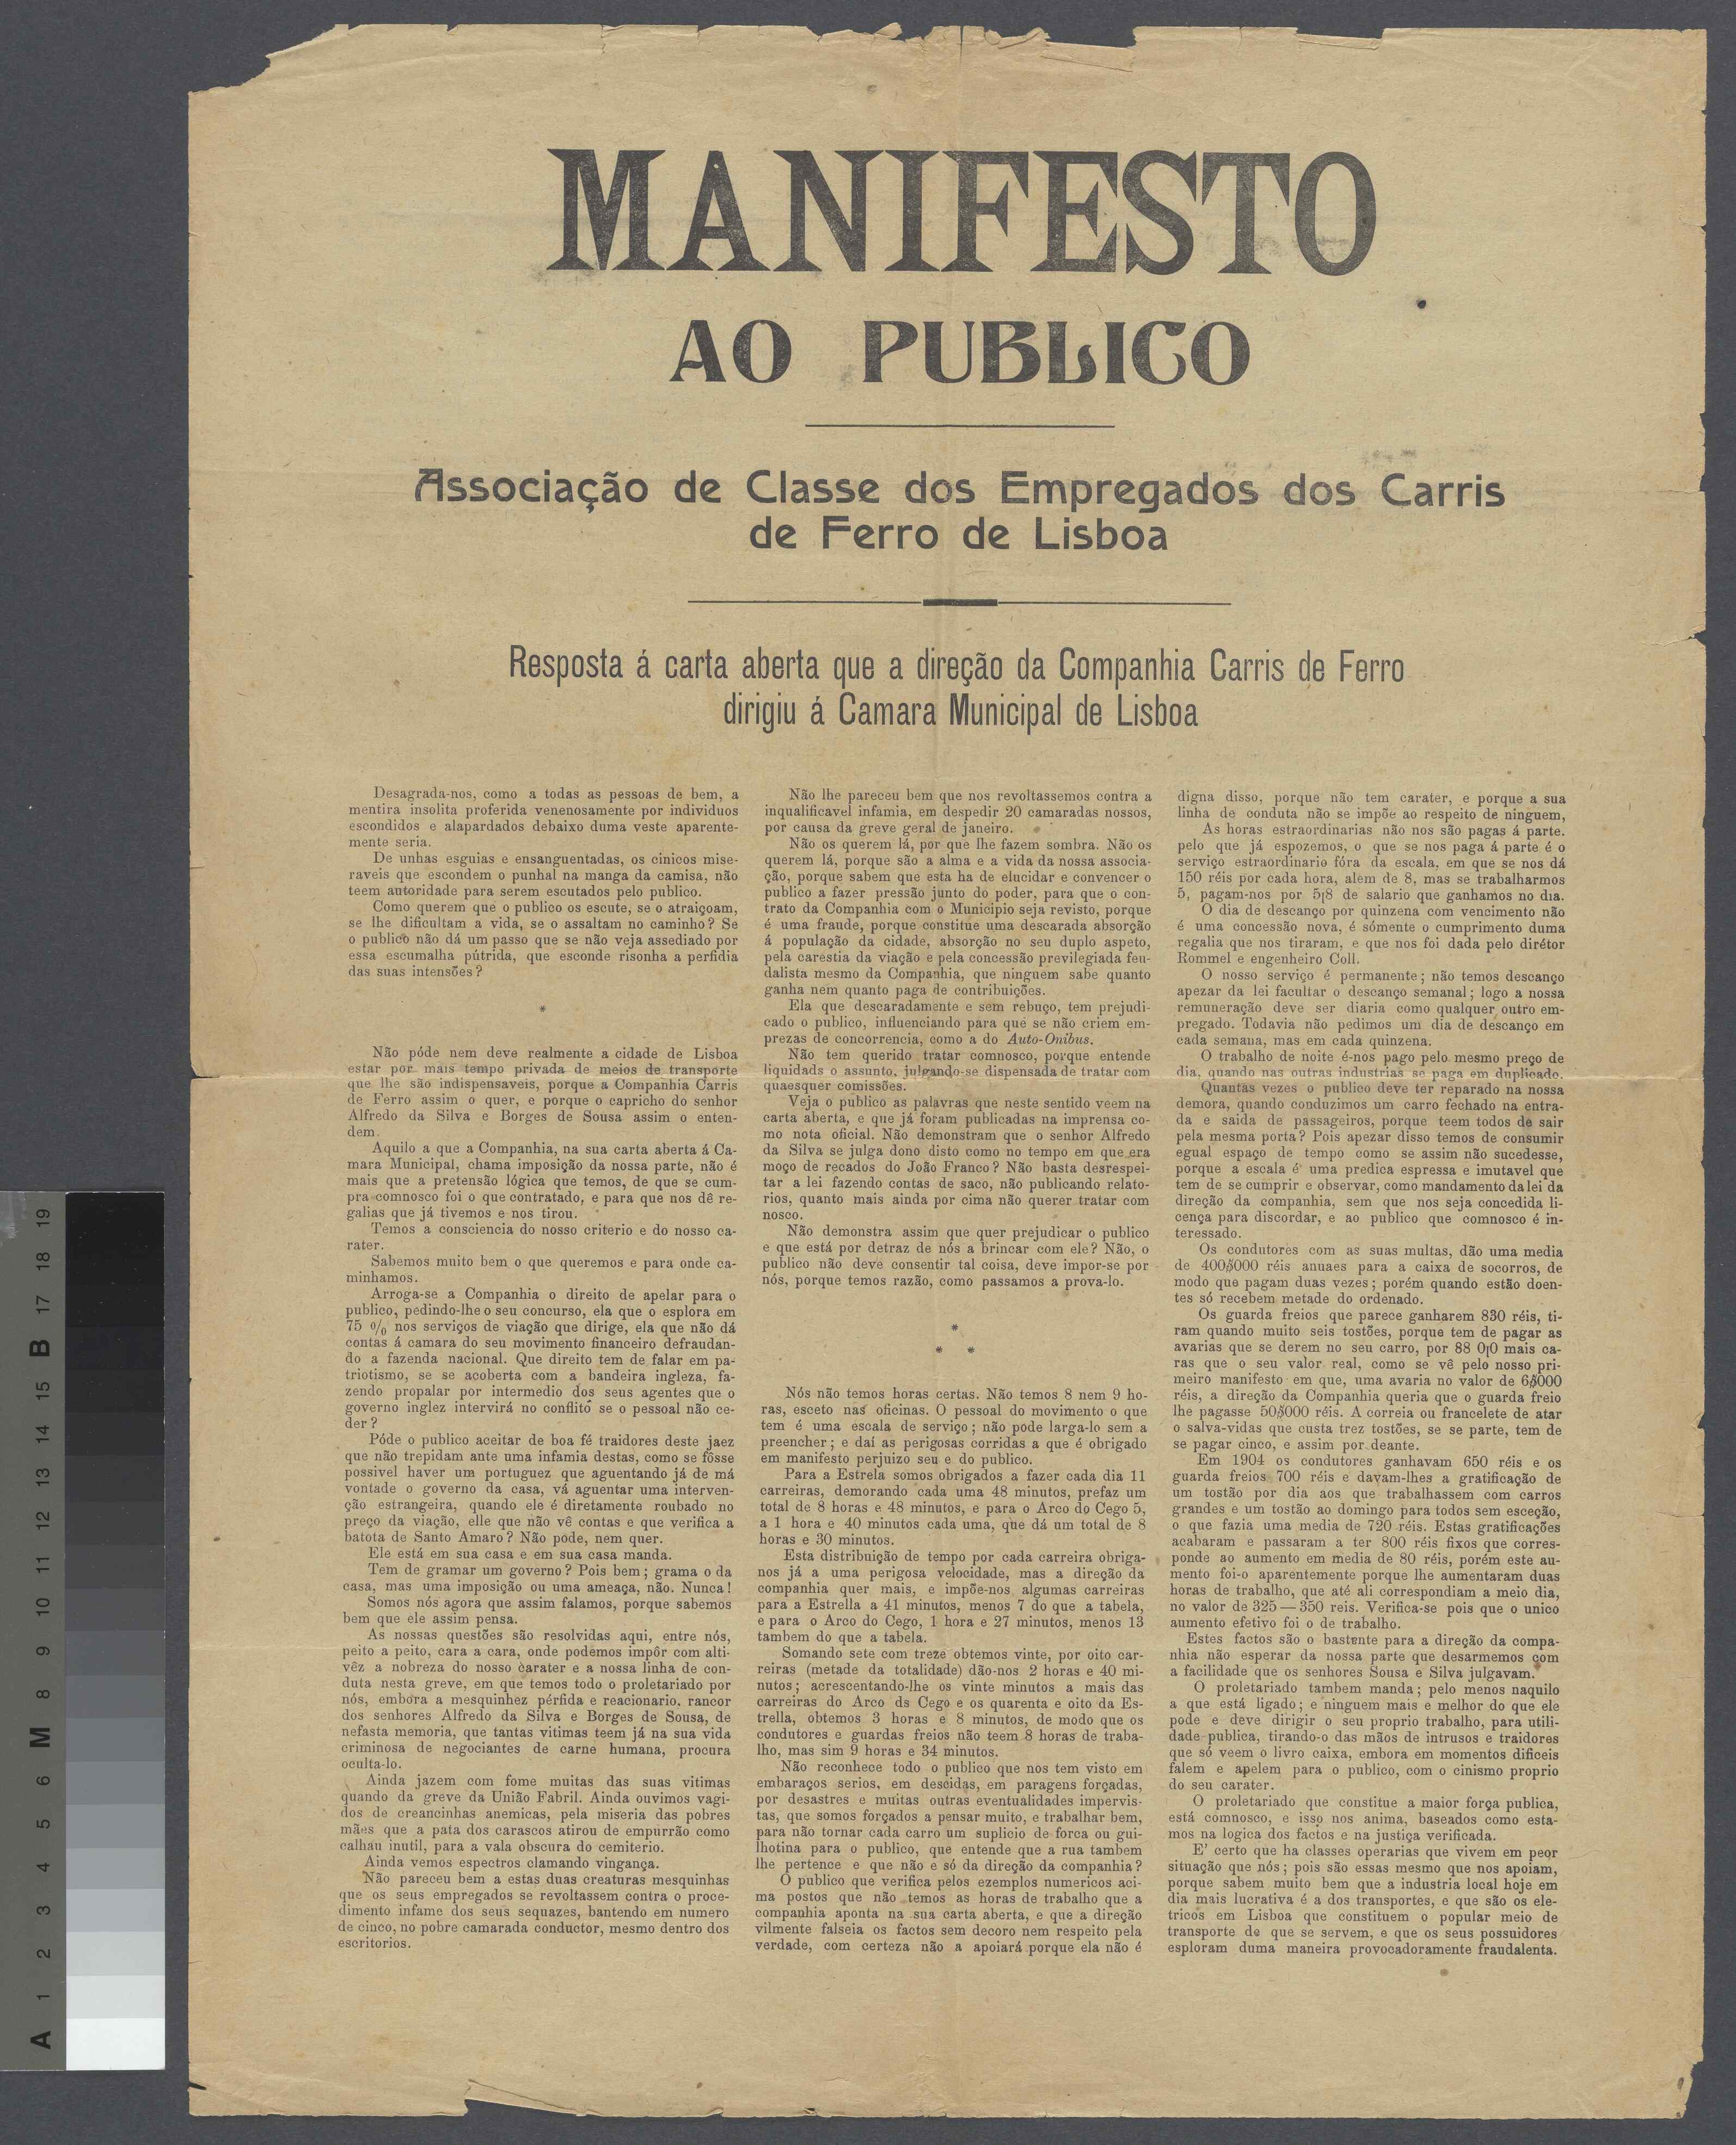 MANIFESTO
AO PUBLICO
Associação de Classe dos Empregados dos Carris
de Ferro de Lisboa
Resposta á carta aberta que a direção da Companhia Carris de Ferro
dirigiu á Camara Municipal de Lisboa
Desagrada-nos, como a todas as pessoas de bem, a
mentira insolita proferida venenosamente por individuos
escondidos e alapardados debaixo duma veste aparente-
mente seria.
De unhas esguias e ensanguentadas, os cinicos mise-
raveis que escondem o punhal na manga da camisa, não
teem autoridade para serem escutados pelo publico.
Como querem que o publico os escute, se o atraiçoam,
se lhe dificultam a vida, se o assaltam no caminho? Se
o publico não dá um passo que se não veja assediado por
essa escumalha pútrida, que esconde risonha a perfidia
das suas intensões?
*
Não póde nem deve realmente a cidade de Lisboa
estar por mais tempo privada de meios de transporte
que lhe são indispensaveis, porque a Companhia Carris
de Ferro assim o quer, e porque o capricho do senhor
Alfredo da Silva e Borges de Sousa assim o enten-
dem.
Aquilo a que a Companhia, na sua carta aberta á Ca-
mara Municipal, chama imposição da nossa parte, não é
mais que a pretensão lógica que temos, de que se cum-
pra comnosco foi o que contratado, e para que nos dê re-
galias que já tivemos e nos tirou.
Temos a consciencia do nosso criterio e do nosso ca-
rater.
Sabemos muito bem o que queremos e para onde ca-
minhamos.
Arroga-se a Companhia o direito de apelar para o
publico, pedindo-lhe o seu concurso, ela que o esplora em
75 % nos serviços de viação que dirige, ela que não dá
contas á camara do seu movimento financeiro defraudan-
do a fazenda nacional. Que direito tem de falar em pa-
triotismo, se se acoberta com a bandeira ingleza, fa-
zendo propalar por intermedio dos seus agentes que o
governo inglez intervirá no conflito se o pessoal não ce-
der?
Póde o publico aceitar de boa fé traidores deste jaez
que não trepidam ante uma infamia destas, como se fôsse
possivel haver um portuguez que aguentando já de má
vontade o governo da casa, vá aguentar uma interven-
ção estrangeira, quando ele é diretamente roubado no
preço da viação, elle que não vê contas e que verifica a
batota de Santo Amaro? Não póde, nem quer.
Ele está em sua casa e em sua casa manda.
Tem de gramar um governo? Pois bem; grama o da
casa, mas uma imposição ou uma ameaça, não. Nunca!
Somos nós agora que assim falamos, porque sabemos
bem que ele assim pensa.
As nossas questões são resolvidas aqui, entre nós,
peito a peito, cara a cara, onde podêmos impôr com alti-
vêz a nobreza do nosso carater e a nossa linha de con-
duta nesta greve, em que temos todo o proletariado por
nós, embora a mesquinhez pérfida e reacionario, rancor
dos senhores Alfredo da Silva e Borges de Sousa, de
nefasta memoria, que tantas vitimas teem já na sua vida
criminosa de negociantes de carne humana, procura
oculta-lo.
Ainda jazem com fome muitas das suas vitimas
quando da greve da União Fabril. Ainda ouvimos vagi-
dos de creancinhas anemicas, pela miseria das pobres
mães que a pata dos carascos atirou de empurrão como
calhau inutil, para a vala obscura do cemiterio.
Ainda vemos espectros clamando vingança.
Não pareceu bem a estas duas creaturas mesquinhas
que os seus empregados se revoltassem contra o proce-
dimento infame dos seus sequazes, bantendo em numero
de cinco, no pobre camarada conductor, mesmo dentro dos
escritorios.
Não lhe pareceu bem que nos revoltassemos contra a
inqualificavel infamia, em despedir 20 camaradas nossos,
por causa da greve geral de janeiro.
Não os querem lá, por que lhe fazem sombra. Não os
querem lá, porque são a alma e a vida da nossa associa-
ção, porque sabem que esta ha de elucidar e convencer o
publico a fazer pressão junto do poder, para que o con-
trato da Companhia com o Municipio seja revisto, porque
é uma fraude, porque constitue uma descarada absorção
á população da cidade, absorção no seu duplo aspeto,
pela carestia da viação e pela concessão previlegiada feu-
dalista mesmo da Companhia, que ninguem sabe quanto
ganha nem quanto paga de contribuições.
Ela que descaradamente e sem rebuço, tem prejudi-
cado o publico, influenciando para que se não criem em-
prezas de concorrencia, como a do Auto-Onibus.
Não tem querido tratar comnosco, porque entende
liquidads o assunto, julgando-se dispensada de tratar com
quaesquer comissões.
Veja o publico as palavras que neste sentido veem na
carta aberta, e que já foram publicadas na imprensa co-
mo nota oficial. Não demonstram que o senhor Alfredo
da Silva se julga dono disto como no tempo em que era
moço de recados do João Franco? Não basta desrespei-
tar a lei fazendo contas de saco, não publicando relato-
rios, quanto mais ainda por cima não querer tratar com
nosco.
Não demonstra assim que quer prejudicar o publico
e que está por detraz de nós a brincar com ele? Não, o
publico não deve consentir tal coisa, deve impor-se por
nós, porque temos razão, como passamos a prova-lo.
*
* *
Nós não temos horas certas. Não temos 8 nem 9 ho-
ras, esceto nas oficinas. O pessoal do movimento o que
tem é uma escala de serviço; não pode larga-lo sem a
preencher; e daí as perigosas corridas a que é obrigado
em manifesto perjuizo seu e do publico.
Para a Estrela somos obrigados a fazer cada dia 11
carreiras, demorando cada uma 48 minutos, prefaz um
total de 8 horas e 48 minutos, e para o Arco do Cego 5,
a 1 hora e 40 minutos cada uma, que dá um total de 8
horas e 30 minutos.
Esta distribuição de tempo por cada carreira obriga-
nos já a uma perigosa velocidade, mas a direção da
companhia quer mais, e impõe-nos algumas carreiras
para a Estrella a 41 minutos, menos 7 do que a tabela,
e para o Arco do Cego, 1 hora e 27 minutos, menos 13
tambem do que a tabela.
Somando sete com treze obtemos vinte, por oito car-
reiras (metade da totalidade) dão-nos 2 horas e 40 mi-
nutos; acrescentando-lhe os vinte minutos a mais das
carreiras do Arco ds Cego e os quarenta e oito da Es-
trella, obtemos 3 horas e 8 minutos, de modo que os
condutores e guardas freios não teem 8 horas de traba-
lho, mas sim 9 horas e 34 minutos.
Não reconhece todo o publico que nos tem visto em
embaraços serios, em descidas, em paragens forçadas,
por desastres e muitas outras eventualidades impervis-
tas, que somos forçados a pensar muito, e trabalhar bem,
para não tornar cada carro um suplicio de forca ou gui-
lhotina para o publico, que entende que a rua tambem
lhe pertence e que não e só da direção da companhia?
O publico que verifica pelos ezemplos numericos aci-
ma postos que não temos as horas de trabalho que a
companhia aponta na sua carta aberta, e que a direção
vilmente falseia os factos sem decoro nem respeito pela
verdade, com certeza não a apoiará porque ela não é
digna disso, porque não tem carater, e porque a sua
linha de conduta não se impõe ao respeito de ninguem,
As horas estraordinarias não nos são pagas á parte.
pelo que já espozemos, o que se nos paga á parte é o
serviço estraordinario fóra da escala, em que se nos dá
150 réis por cada hora, alem de 8, mas se trabalharmos
5, pagam-nos por 5|8 de salario que ganhamos no dia.
O dia de descanço por quinzena com vencimento não
é uma concessão nova, é sómente o cumprimento duma
regalia que nos tiraram, e que nos foi dada pelo dirétor
Rommel e engenheiro Coll.
O nosso serviço é permanente; não temos descanço
apezar da lei facultar o descanço semanal; logo a nossa
remuneração deve ser diaria como qualquer outro em-
pregado. Todavia não pedimos um dia de descanço em
cada semana, mas em cada quinzena.
O trabalho de noite é-nos pago pelo mesmo preço de
dia, quando nas outras industrias se paga em duplicado.
Quantas vezes o publico deve ter reparado na nossa
demora, quando conduzimos um carro fechado na entra-
da e saida de passageiros, porque teem todos de sair
pela mesma porta? Pois apezar disso temos de consumir
egual espaço de tempo como se assim não sucedesse,
porque a escala é uma predica espressa e imutavel que
tem de se cumprir e observar, como mandamento da lei da
direção da companhia, sem que nos seja concedida li-
cença para discordar, e ao publico que comnosco é in-
teressado.
Os condutores com as suas multas, dão uma media
de 400$000 réis anuaes para a caixa de socorros, de
modo que pagam duas vezes; porém quando estão doen-
tes só recebem metade do ordenado.
Os guarda freios que parece ganharem 830 réis, ti-
ram quando muito seis tostões, porque tem de pagar as
avarias que se derem no seu carro, por 88 0|0 mais ca-
ras que o seu valor real, como se vê pelo nosso pri-
meiro manifesto em que, uma avaria no valor de 6$000
réis, a direção da Companhia queria que o guarda freio
lhe pagasse 50$000 réis. A correia ou francelete de atar
o salva-vidas que custa trez tostões, se se parte, tem de
se pagar cinco, e assim por deante.
Em 1904 os condutores ganhavam 650 réis e os
guarda freios 700 réis e davam-lhes a gratificação de
um tostão por dia aos que trabalhassem com carros
grandes e um tostão ao domingo para todos sem esceção,
o que fazia uma media de 720 réis. Estas gratificações
acabaram e passaram a ter 800 réis fixos que corres-
ponde ao aumento em media de 80 réis, porém este au-
mento foi-o aparentemente porque lhe aumentaram duas
horas de trabalho, que até ali correspondiam a meio dia,
no valor de 325 — 350 reis. Verifica-se pois que o unico
aumento efetivo foi o de trabalho.
Estes factos são o bastante para a direção da compa-
nhia não esperar da nossa parte que desarmemos com
a facilidade que os senhores Sousa e Silva julgavam.
O proletariado tambem manda; pelo menos naquilo
a que está ligado; e ninguem mais e melhor do que ele
pode e deve dirigir o seu proprio trabalho, para utili-
dade publica, tirando-o das mãos de intrusos e traidores
que só veem o livro caixa, embora em momentos dificeis
falem e apelem para o publico, com o cinismo proprio
do seu carater.
O proletariado que constitue a maior força publica,
está comnosco, e isso nos anima, baseados como esta-
mos na logica dos factos e na justiça verificada.
E' certo que ha classes operarias que vivem em peor
situação que nós; pois são essas mesmo que nos apoiam,
porque sabem muito bem que a industria local hoje em
dia mais lucrativa é a dos transportes, e que são os ele-
tricos em Lisboa que constituem o popular meio de
transporte de que se servem, e que os seus possuidores
esploram duma maneira provocadoramente fraudalenta.
A 1 2 3 4 5 6 M 8 9 10 11 12 13 14 15 B 17 18 19